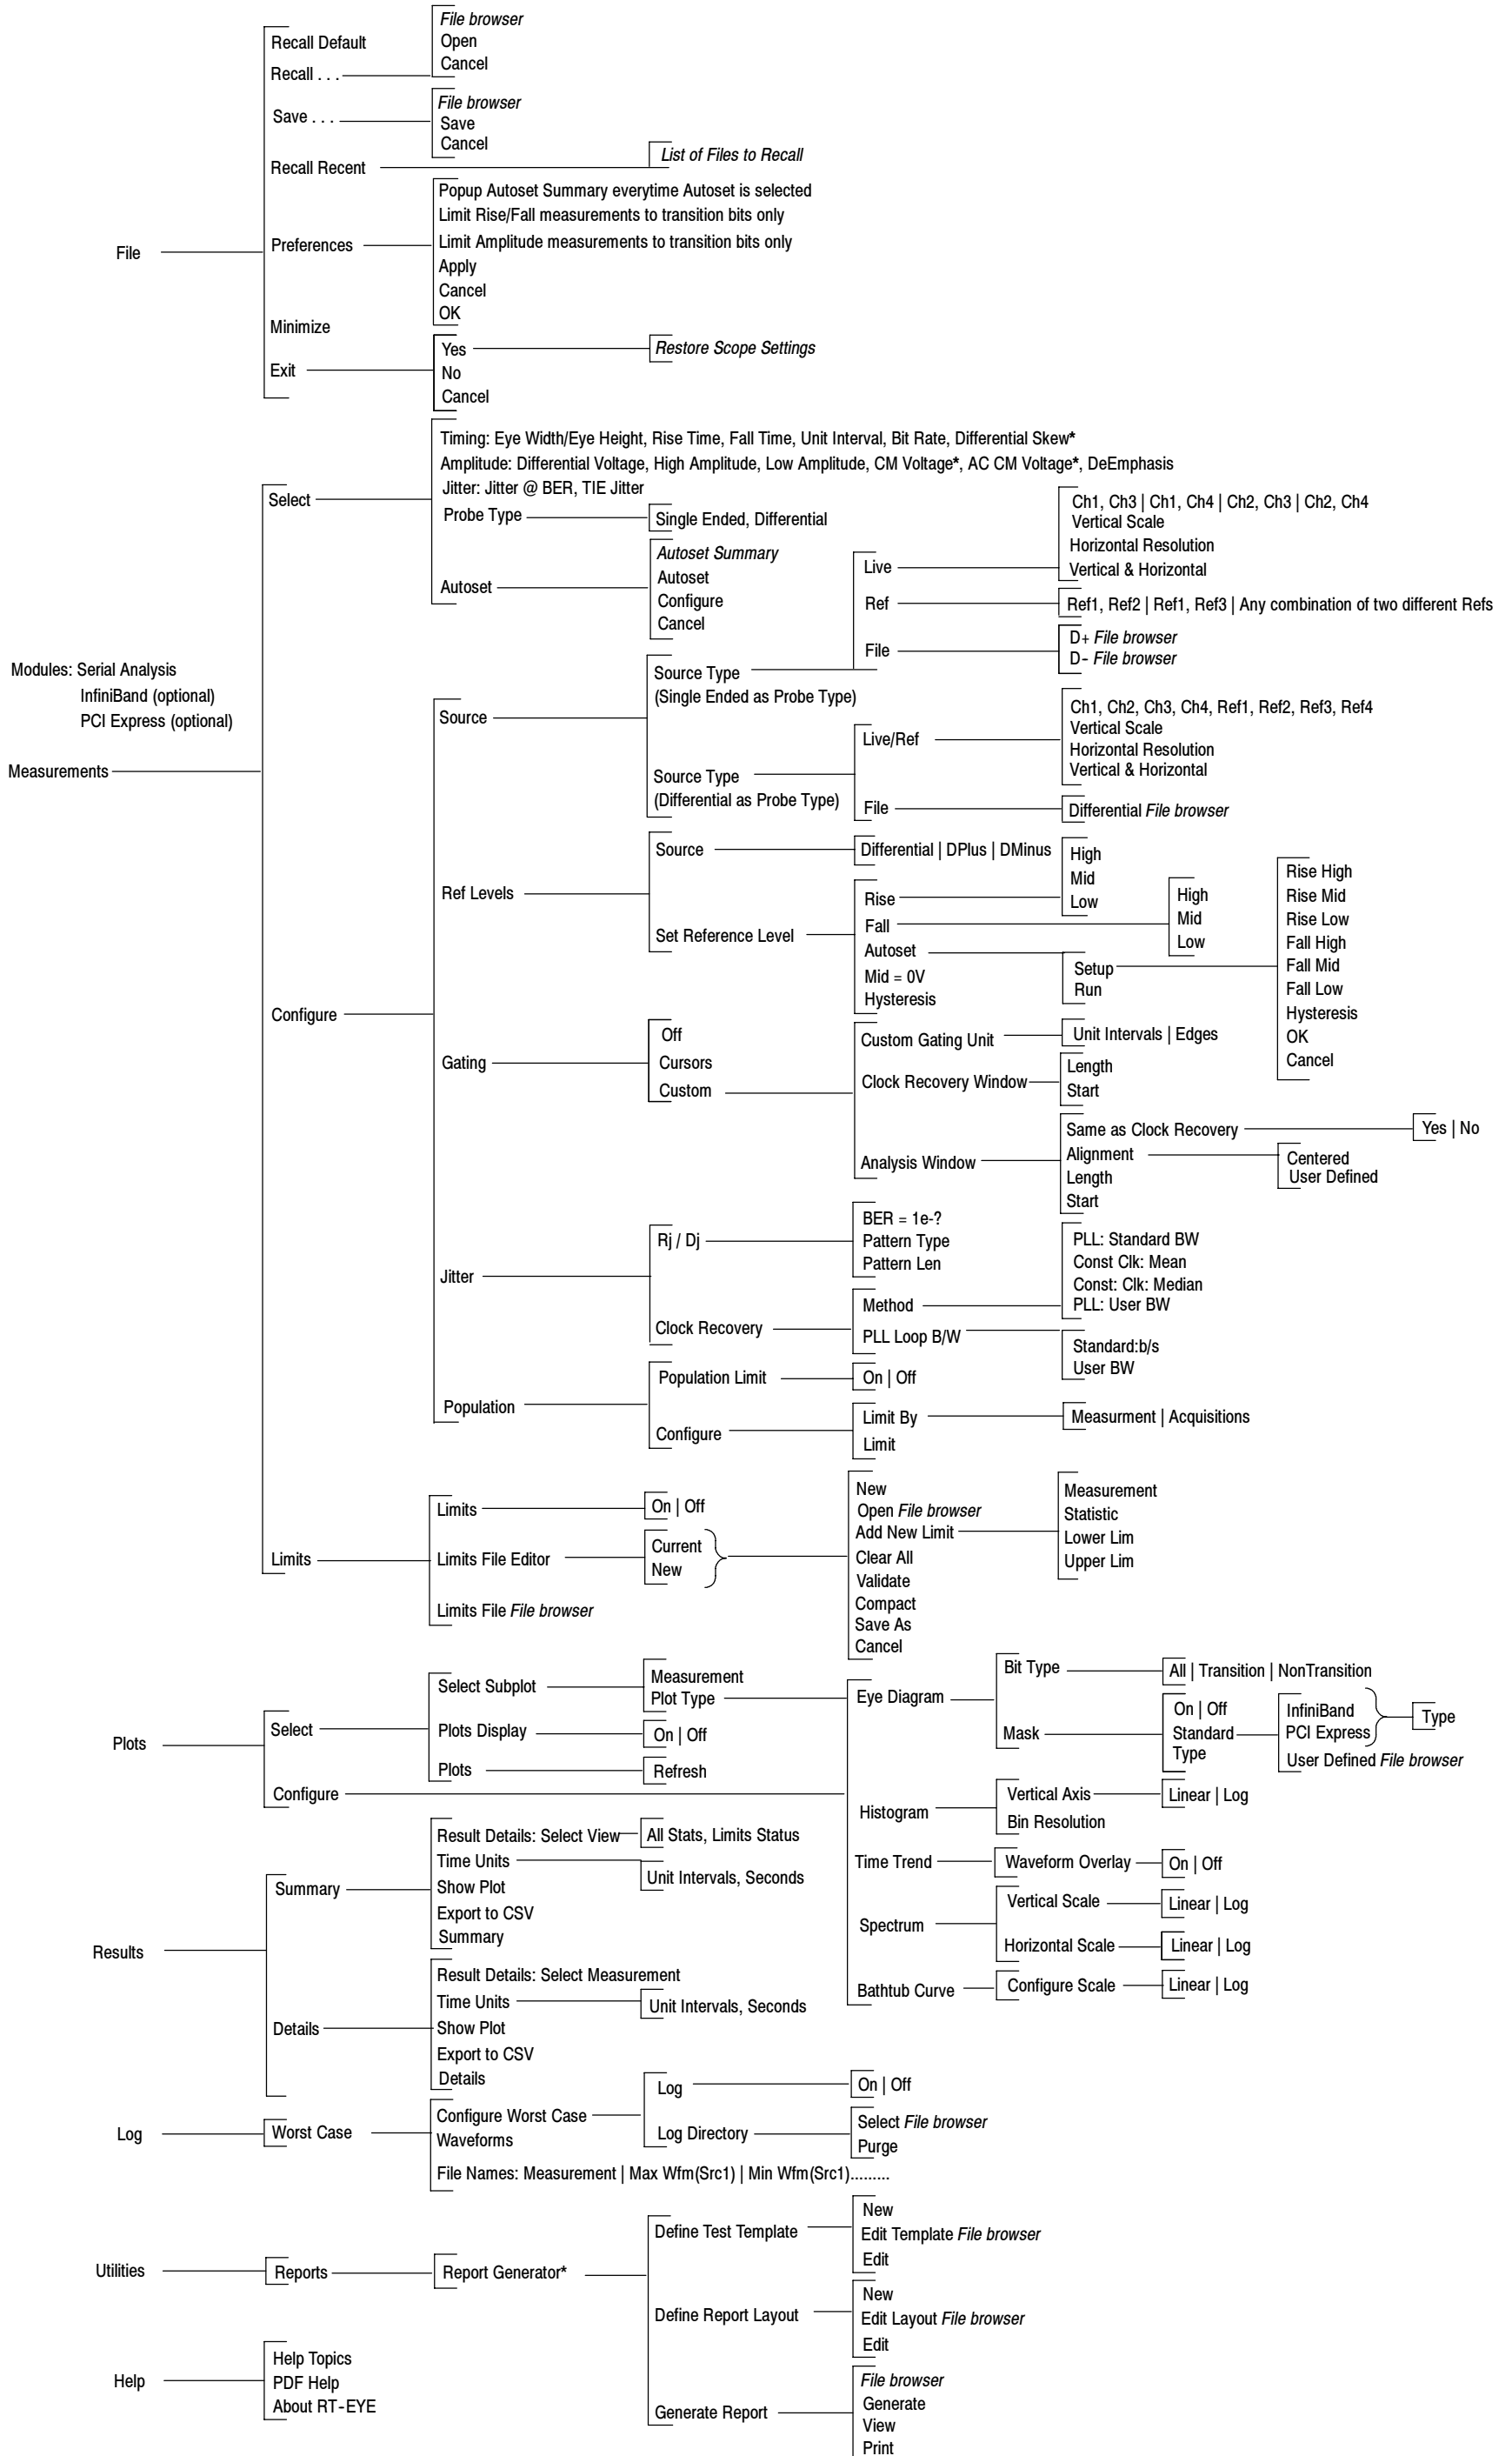 File
Recall Default
Recall . . .
File browser
Open
Cancel
Save . . .
File browser
Save
Cancel
Recall Recent
List of Files to Recall
Preferences
Popup Autoset Summary everytime Autoset is selected
Limit Rise/Fall measurements to transition bits only
Limit Amplitude measurements to transition bits only
Apply
Cancel
OK
Minimize
Exit
Yes
Restore Scope Settings
No
Cancel
Modules: Serial Analysis
InfiniBand (optional)
PCI Express (optional)
Measurements
Select
Timing: Eye Width/Eye Height, Rise Time, Fall Time, Unit Interval, Bit Rate, Differential Skew*
Amplitude: Differential Voltage, High Amplitude, Low Amplitude, CM Voltage*, AC CM Voltage*, DeEmphasis
Jitter: Jitter @ BER, TIE Jitter
Probe Type
Single Ended, Differential
Autoset
Autoset Summary
Autoset
Configure
Cancel
Configure
Source
Source Type
(Single Ended as Probe Type)
Live
Ch1, Ch3 | Ch1, Ch4 | Ch2, Ch3 | Ch2, Ch4
Vertical Scale
Horizontal Resolution
Vertical & Horizontal
Ref
Ref1, Ref2 | Ref1, Ref3 | Any combination of two different Refs
File
D+ File browser
D- File browser
Source Type
(Differential as Probe Type)
Live/Ref
Ch1, Ch2, Ch3, Ch4, Ref1, Ref2, Ref3, Ref4
Vertical Scale
Horizontal Resolution
Vertical & Horizontal
File
Differential File browser
Ref Levels
Source
Differential | DPlus | DMinus
Set Reference Level
Rise
High
Mid
Low
Fall
High
Mid
Low
Autoset
Setup
Rise High
Rise Mid
Rise Low
Fall High
Fall Mid
Fall Low
Hysteresis
OK
Cancel
Run
Mid = 0V
Hysteresis
Gating
Off
Cursors
Custom
Custom Gating Unit
Unit Intervals | Edges
Clock Recovery Window
Length
Start
Analysis Window
Same as Clock Recovery
Yes | No
Alignment
Centered
User Defined
Length
Start
Jitter
Rj / Dj
BER = 1e-?
Pattern Type
Pattern Len
Clock Recovery
Method
PLL: Standard BW
Const Clk: Mean
Const: Clk: Median
PLL: User BW
PLL Loop B/W
Standard:b/s
User BW
Population
Population Limit
On | Off
Configure
Limit By
Measurment | Acquisitions
Limit
Limits
Limits
On | Off
Limits File Editor
Current
New
New
Open File browser
Add New Limit
Measurement
Statistic
Lower Lim
Upper Lim
Clear All
Validate
Compact
Save As
Cancel
Limits File File browser
Plots
Select
Select Subplot
Measurement
Plot Type
Plots Display
On | Off
Plots
Refresh
Configure
Eye Diagram
Bit Type
All | Transition | NonTransition
Mask
On | Off
Standard
Type
InfiniBand
PCI Express
Type
User Defined File browser
Histogram
Vertical Axis
Linear | Log
Bin Resolution
Time Trend
Waveform Overlay
On | Off
Spectrum
Vertical Scale
Linear | Log
Horizontal Scale
Linear | Log
Bathtub Curve
Configure Scale
Linear | Log
Results
Summary
Result Details: Select View
All Stats, Limits Status
Time Units
Unit Intervals, Seconds
Show Plot
Export to CSV
Summary
Details
Result Details: Select Measurement
Time Units
Unit Intervals, Seconds
Show Plot
Export to CSV
Details
Log
Worst Case
Configure Worst Case
Waveforms
Log
On | Off
Log Directory
Select File browser
Purge
File Names: Measurement | Max Wfm(Src1) | Min Wfm(Src1).........
Utilities
Reports
Report Generator*
Define Test Template
New
Edit Template File browser
Edit
Define Report Layout
New
Edit Layout File browser
Edit
Generate Report
File browser
Generate
View
Print
Help
Help Topics
PDF Help
About RT-EYE